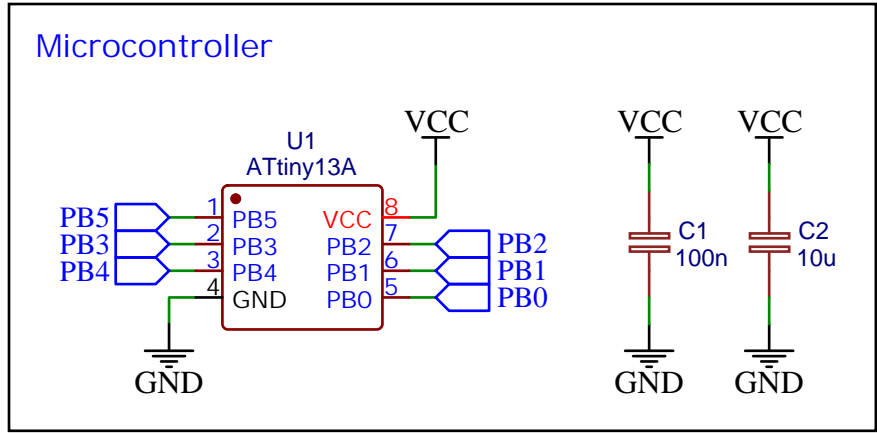 Microcontroller
U1
ATtiny13A
VCC
VCC
VCC
PB5 1 PB5 VCC 8
PB3 2 PB3 PB2 7 PB2
PB4 3 PB4 PB1 6 PB1
4 GND PB0 5 PB0
C1
100n
C2
10u
GND
GND
GND